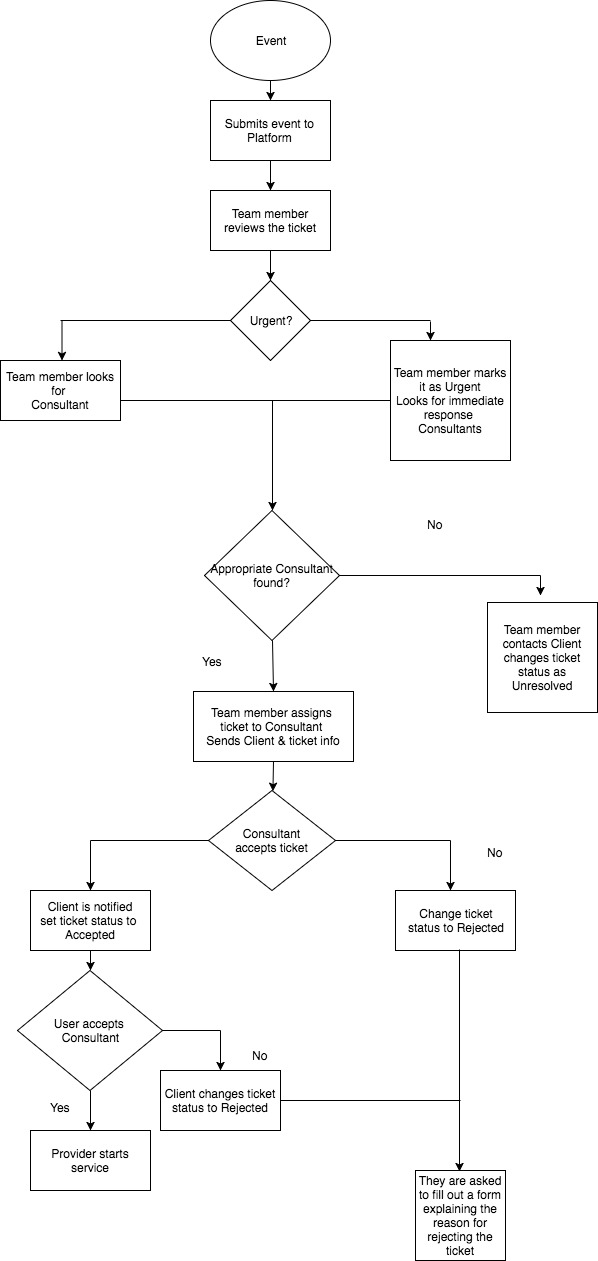 Event
Submits event to
Platform
Team member
reviews the ticket
Urgent?
Team member looks
for
Consultant
Team member marks
it as Urgent
Looks for immediate
response
Consultants
No
Appropriate Consultant
found?
Team member
contacts Client
changes ticket
status as
Unresolved
Yes
Team member assigns
ticket to Consultant
Sends Client & ticket info
Consultant
accepts ticket
No
Client is notified
set ticket status to
Accepted
Change ticket
status to Rejected
User accepts
Consultant
No
Client changes ticket
status to Rejected
Yes
Provider starts
service
They are asked
to fill out a form
explaining the
reason for
rejecting the
ticket